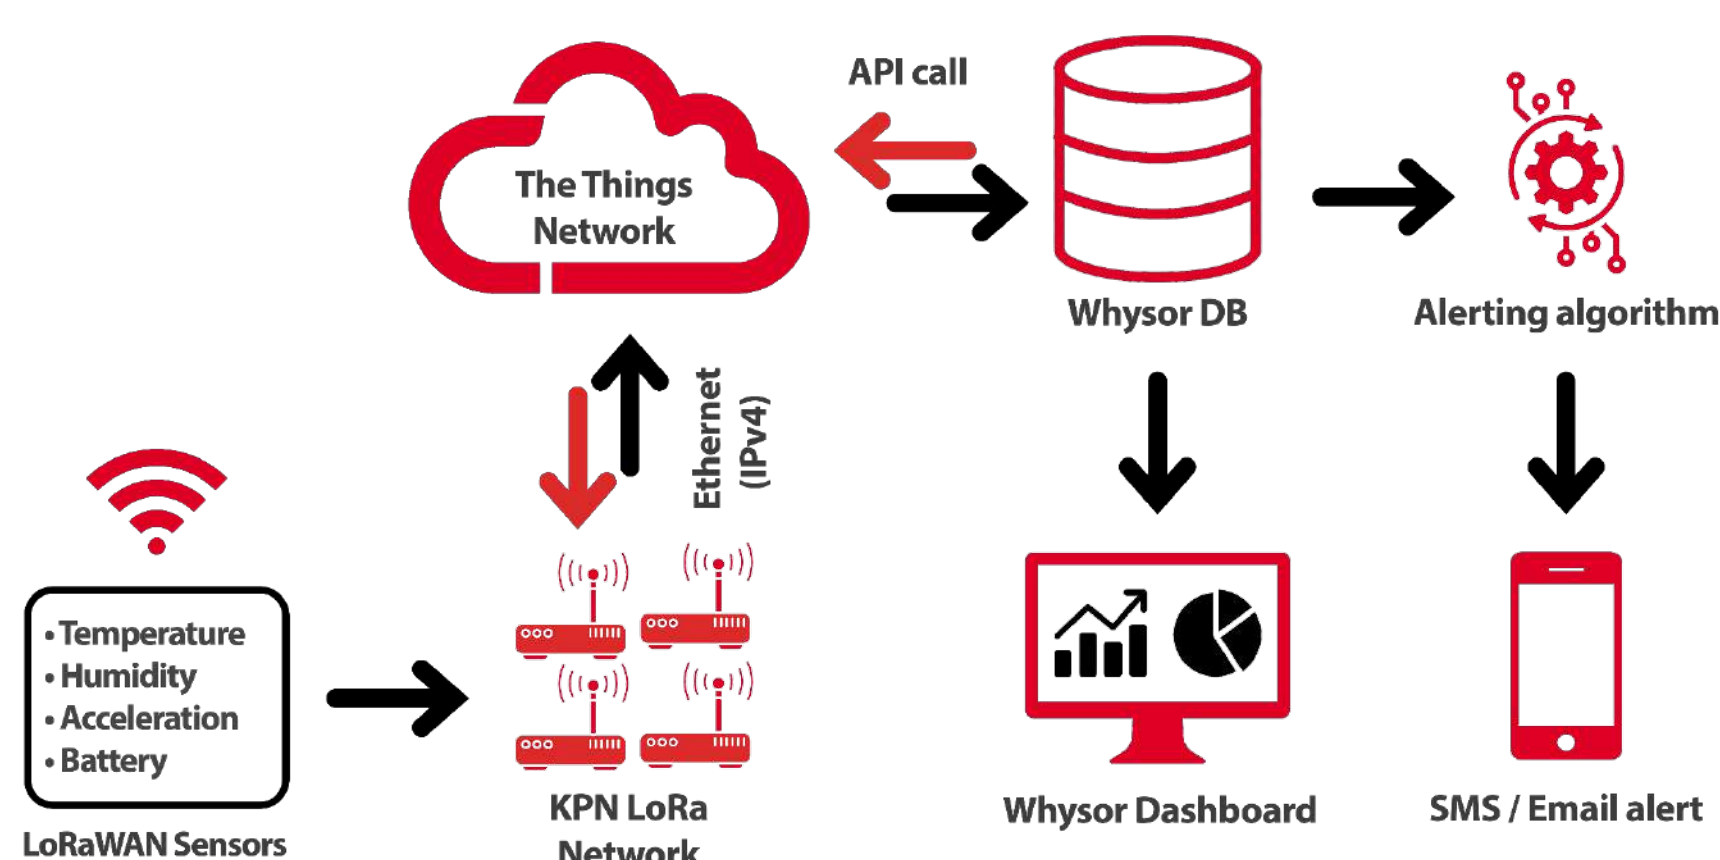 API call
The Things
Network
Whysor DB
Alerting algorithm
Ethernet
(IPv4)
• Temperature
• Humidity
• Acceleration
• Battery
LoRaWAN Sensors
KPN LoRa
Network
Whysor Dashboard
SMS / Email alert